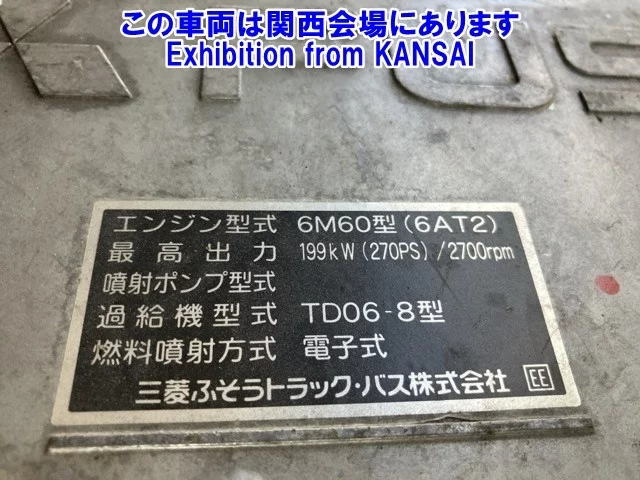 この車両は関西会場にあります
Exhibition from KANSAI
エンジン型式 6M60型(6AT2)
最高出力 199kW(270PS)/2700rpm
噴射ポンプ型式
過給機型式 TD06-8型
燃料噴射方式 電子式
三菱ふそうトラック・バス株式会社 EE